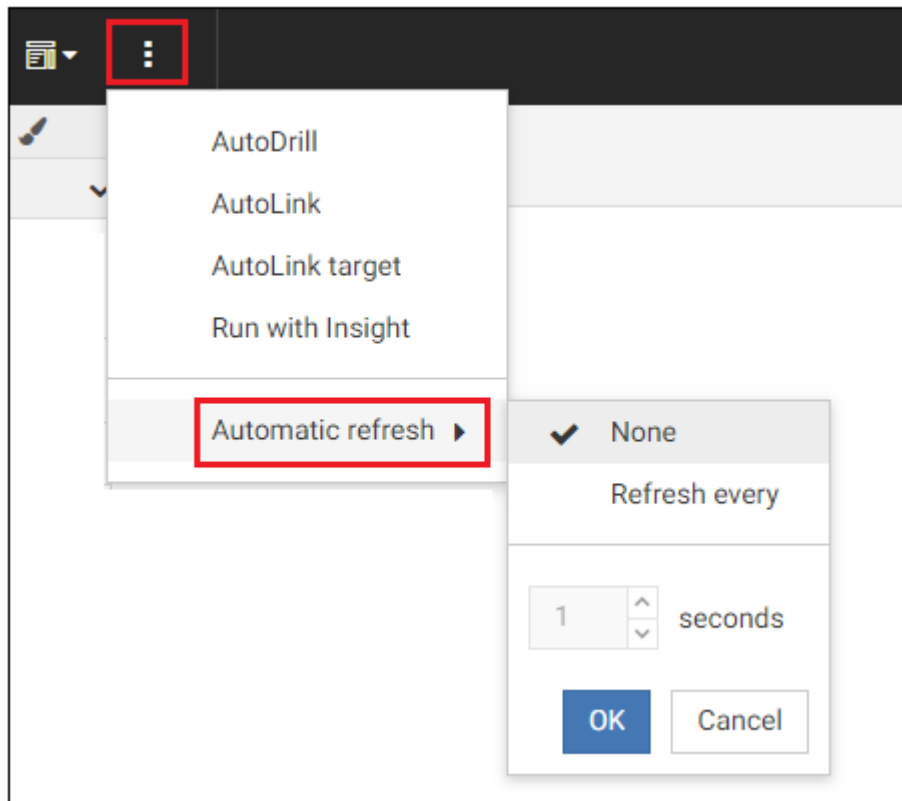 AutoDrill
AutoLink
AutoLink target
Run with Insight
Automatic refresh
None
Refresh every
1 seconds
OK Cancel